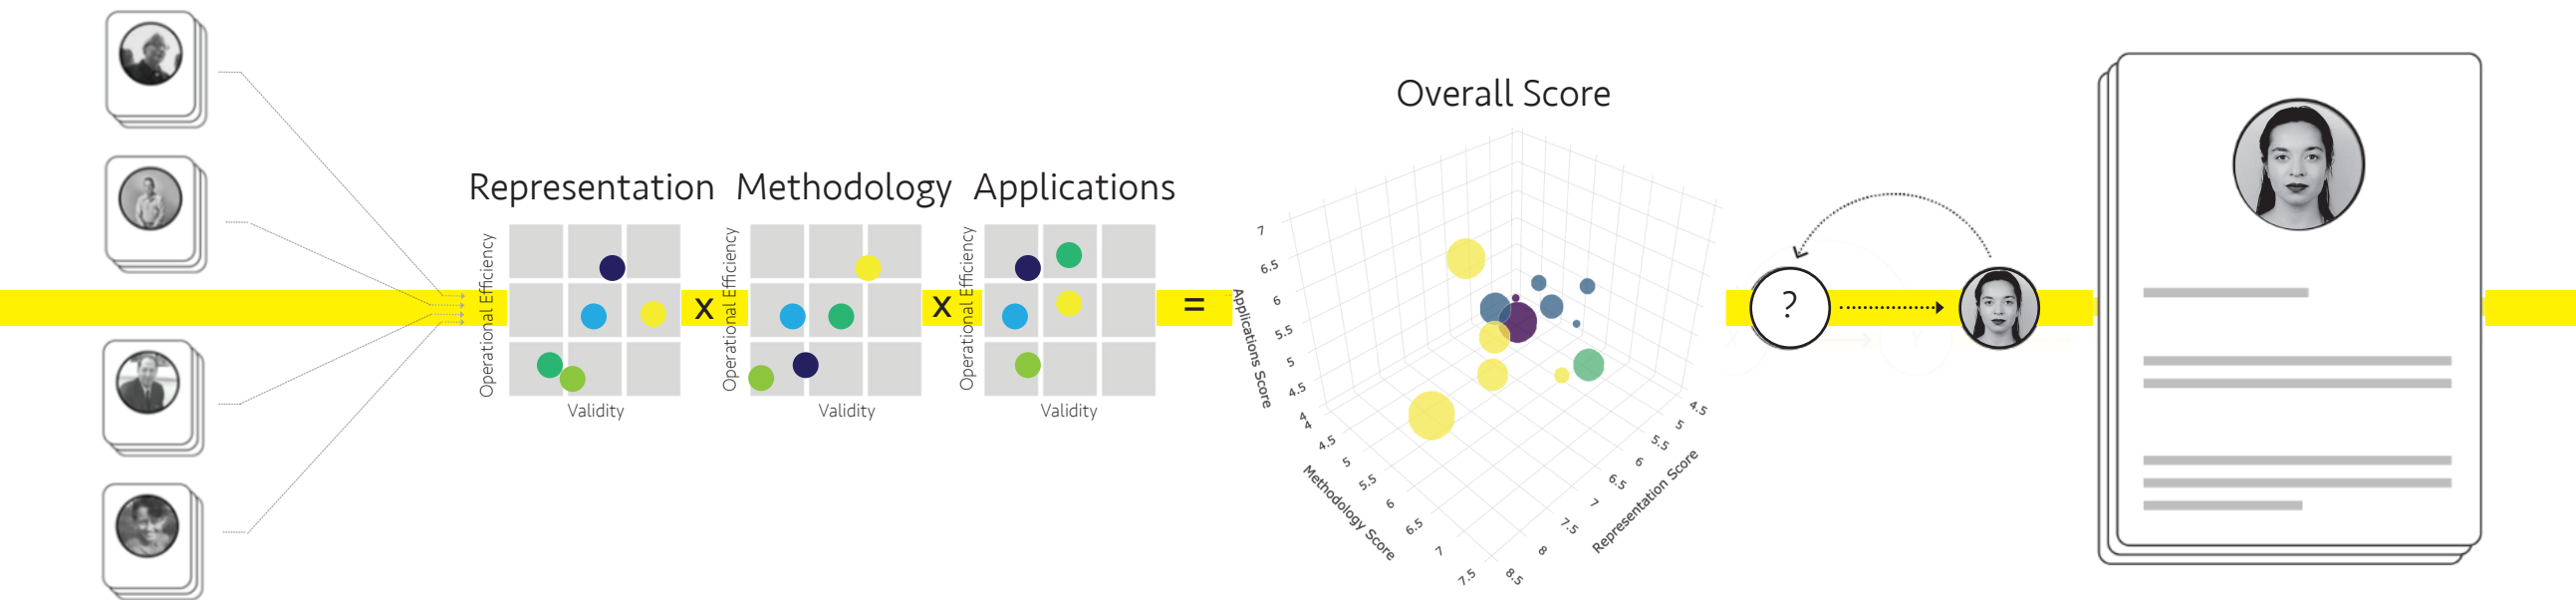 Representation
Operational Efficiency
Validity
x
Methodology
Operational Efficiency
Validity
x
Applications
Operational Efficiency
Validity
=
Overall Score
7
6.5
6
5.5
5
4.5
4
Applications Score
4
4.5
5
5.5
6
6.5
7
7.5
Methodology Score
4.5
5
5.5
6
6.5
7
7.5
8
8.5
Representation Score
?